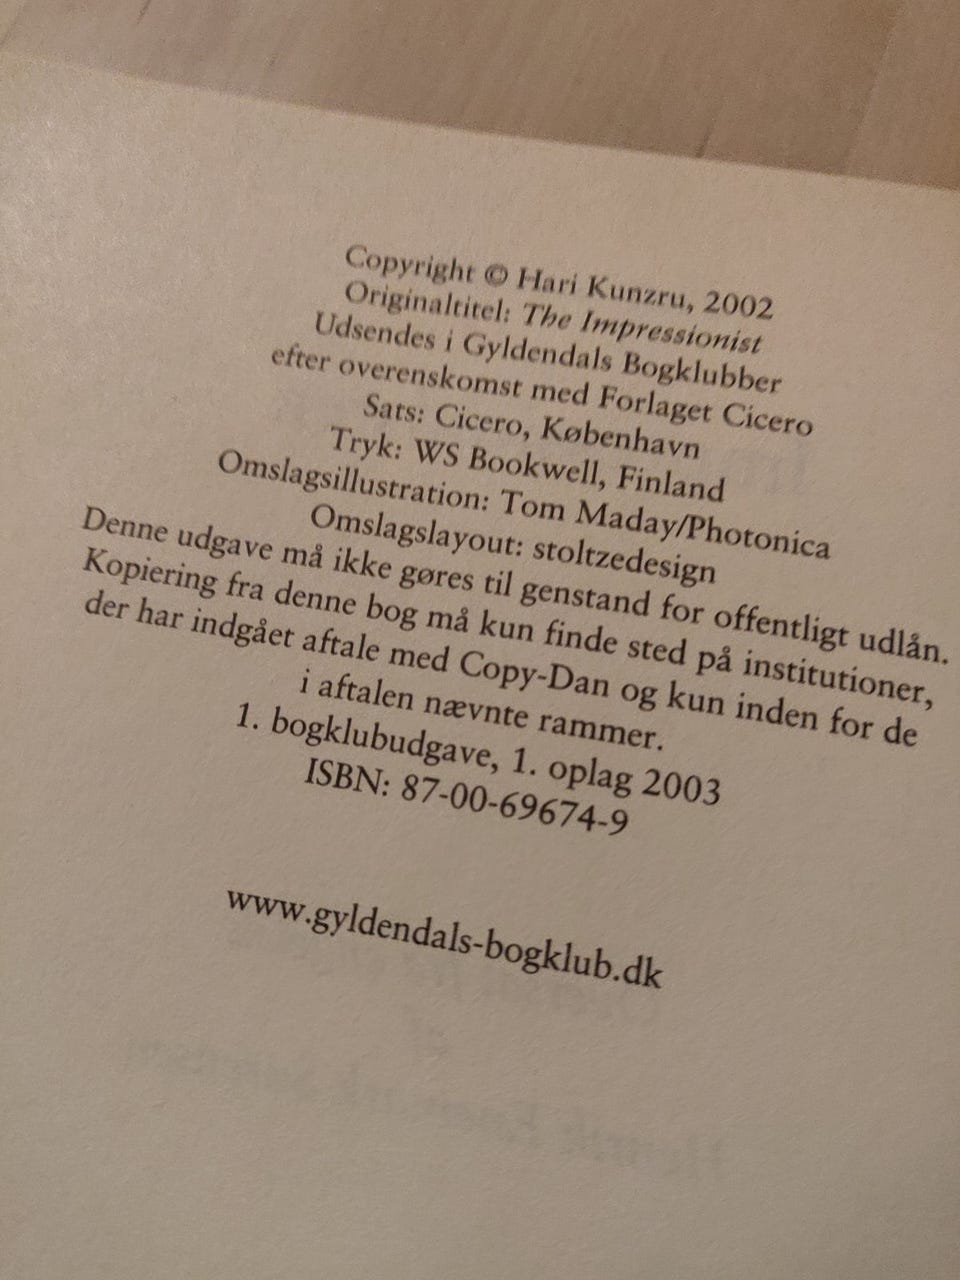 Copyright © Hari Kunzru, 2002
Originaltitel: The Impressionist
Udsendes i Gyldendals Bogklubber
efter overenskomst med Forlaget Cicero
Sats: Cicero, København
Tryk: WS Bookwell, Finland
Omslagsillustration: Tom Maday/Photonica
Omslagslayout: stoltzedesign
Denne udgave må ikke gøres til genstand for offentligt udlån.
Kopiering fra denne bog må kun finde sted på institutioner,
der har indgået aftale med Copy-Dan og kun inden for de
i aftalen nævnte rammer.
1. bogklubudgave, 1. oplag 2003
ISBN: 87-00-69674-9
www.gyldendals-bogklub.dk